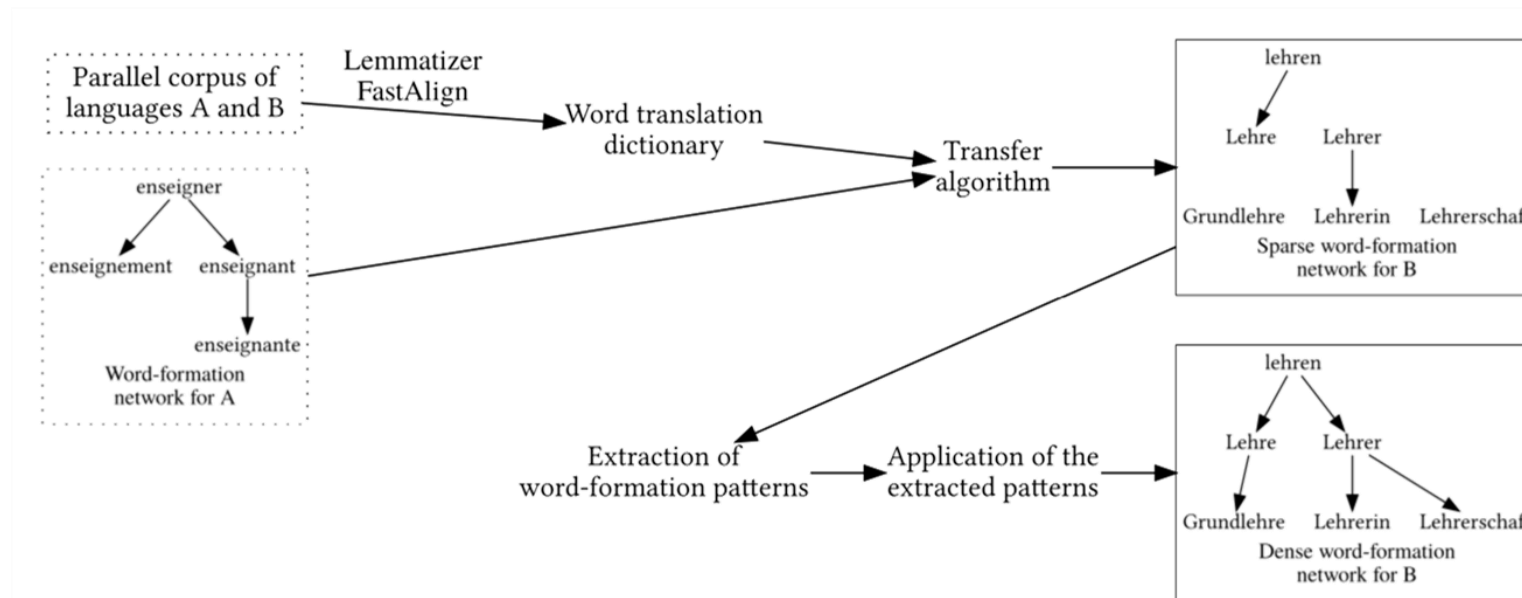 Parallel corpus of
languages A and B
Lemmatizer
FastAlign
Word translation
dictionary
Transfer
algorithm
enseigner
enseignement enseignant
enseignante
Word-formation
network for A
lehren
Lehre Lehrer
Grundlehre Lehrerin Lehrerschaf
Sparse word-formation
network for B
Extraction of
word-formation patterns
Application of the
extracted patterns
lehren
Lehre Lehrer
Grundlehre Lehrerin Lehrerschaf
Dense word-formation
network for B